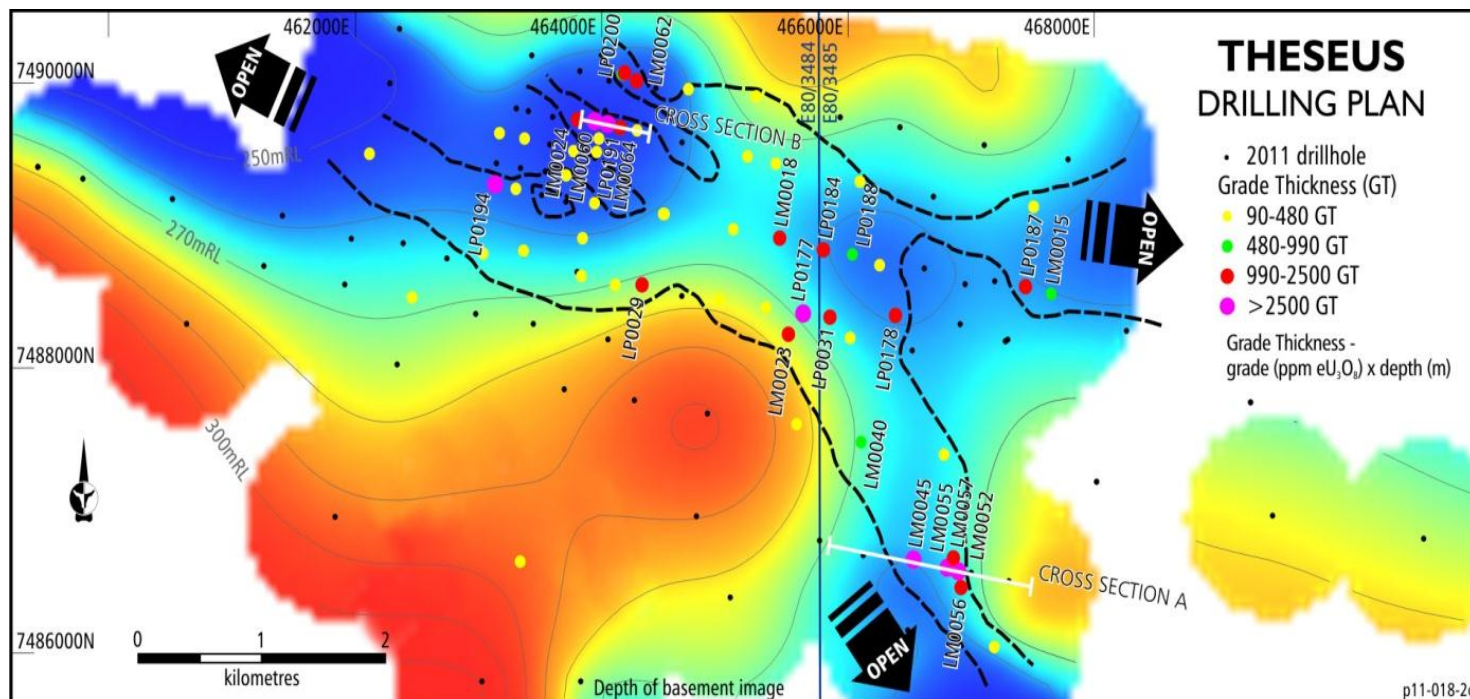 462000E
464000E
466000E
468000E
7490000N
7488000N
7486000N
OPEN
OPEN
OPEN
250mRL
270mRL
300mRL
LP0200
LM0062
CROSS SECTION B
LM0024
LM0060
LP0191
LM0064
LP0194
LM0018
LP0184
LP0188
LP0177
LP0029
LM0023
LP0031
LP0178
LP0187
LM0015
LM0040
LM0045
LM0055
LM0057
LM0052
LM0056
CROSS SECTION A
E80/3484
E80/3485
THESEUS
DRILLING PLAN
2011 drillhole
Grade Thickness (GT)
90-480 GT
480-990 GT
990-2500 GT
>2500 GT
Grade Thickness -
grade (ppm eU₃O₈) x depth (m)
0 1 2
kilometres
Depth of basement image